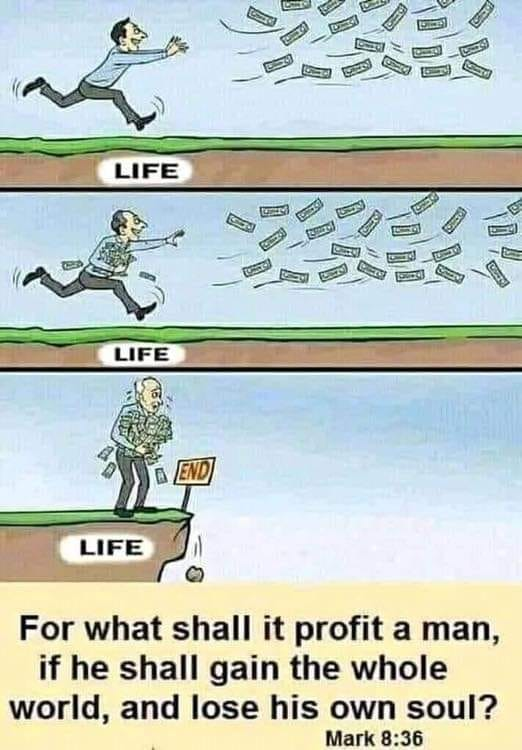 LIFE
LIFE
END
LIFE
For what shall it profit a man,
if he shall gain the whole
world, and lose his own soul?
Mark 8:36